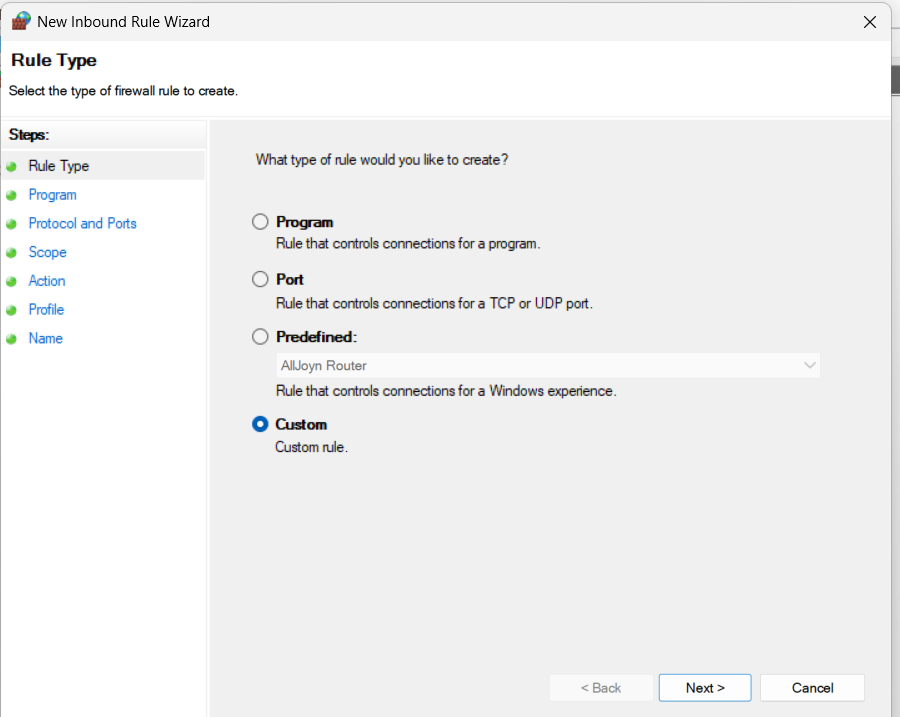 New Inbound Rule Wizard
Rule Type
Select the type of firewall rule to create.
Steps:
Rule Type
Program
Protocol and Ports
Scope
Action
Profile
Name
What type of rule would you like to create?
Program
Rule that controls connections for a program.
Port
Rule that controls connections for a TCP or UDP port.
Predefined:
AllJoyn Router
Rule that controls connections for a Windows experience.
Custom
Custom rule.
< Back Next > Cancel